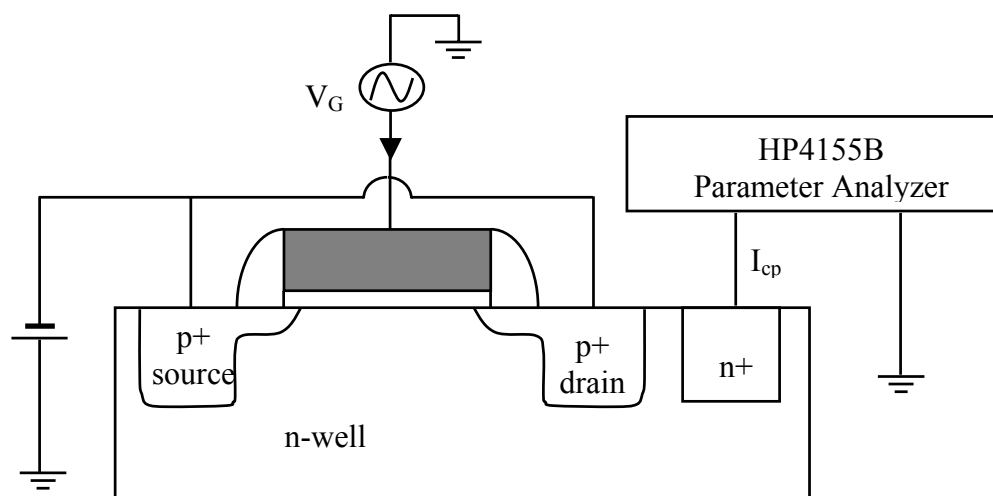 V_G
HP4155B
Parameter Analyzer
I_cp
p+
source
p+
drain
n+
n-well